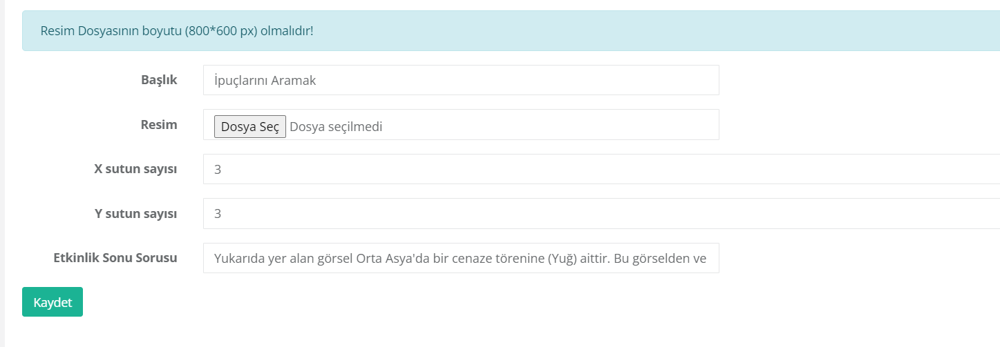 Resim Dosyasının boyutu (800*600 px) olmalıdır!
Başlık İpuçlarını Aramak
Resim Dosya Seç Dosya seçilmedi
X sutun sayısı 3
Y sutun sayısı 3
Etkinlik Sonu Sorusu Yukarıda yer alan görsel Orta Asya'da bir cenaze törenine (Yuğ) aittir. Bu görselden ve
Kaydet